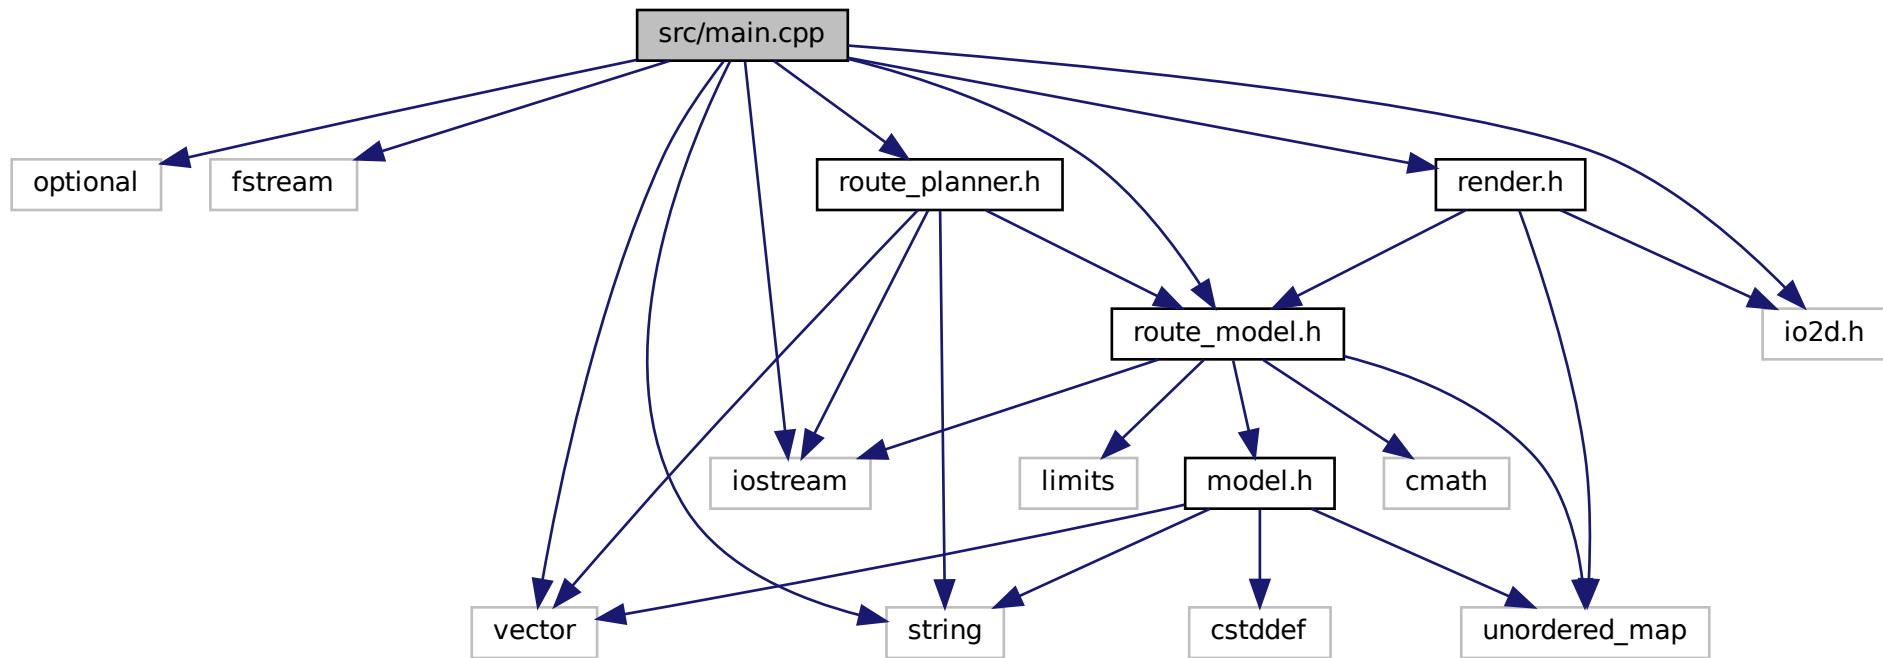 src/main.cpp
optional
fstream
route_planner.h
render.h
route_model.h
io2d.h
iostream
limits
model.h
cmath
vector
string
cstddef
unordered_map